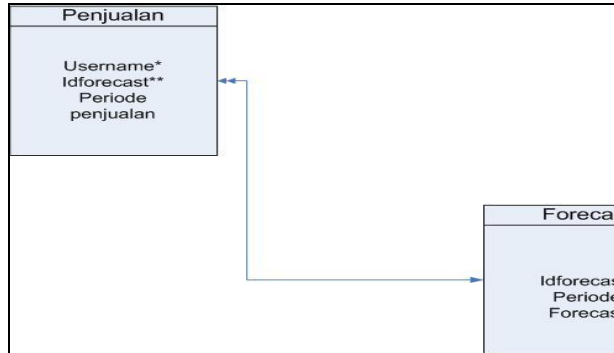 Penjualan
Username*
Idforecast**
Periode
penjualan
Foreca
Idforecas
Periode
Forecas